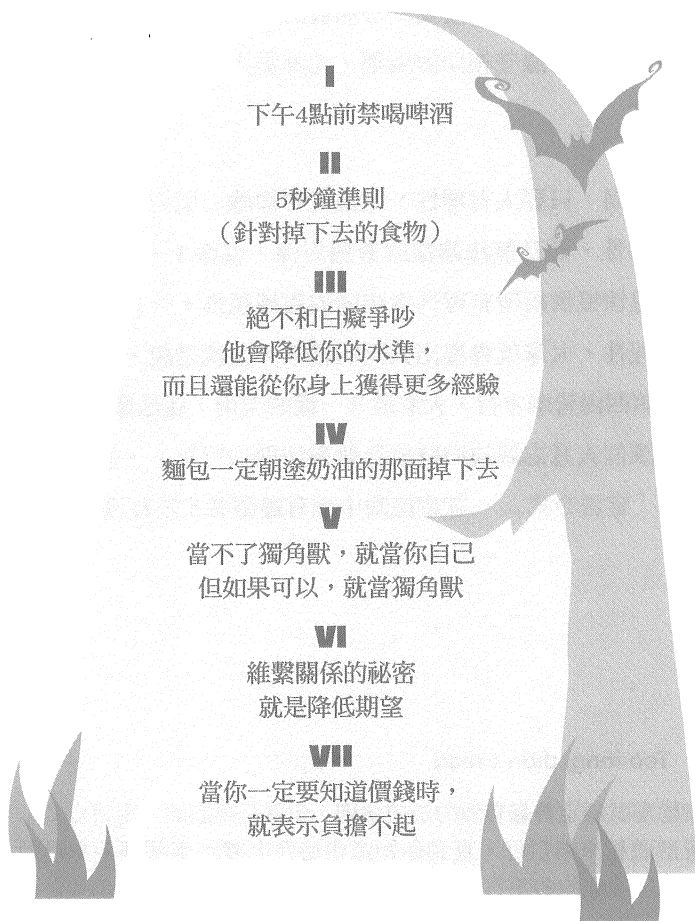 I
下午4點前禁喝啤酒
II
5秒鐘準則
（針對掉下去的食物）
III
絕不和白癡爭吵
他會降低你的水準，
而且還能從你身上獲得更多經驗
IV
麵包一定朝塗奶油的那面掉下去
V
當不了獨角獸，就當你自己
但如果可以，就當獨角獸
VI
維繫關係的祕密
就是降低期望
VII
當你一定要知道價錢時，
就表示負擔不起